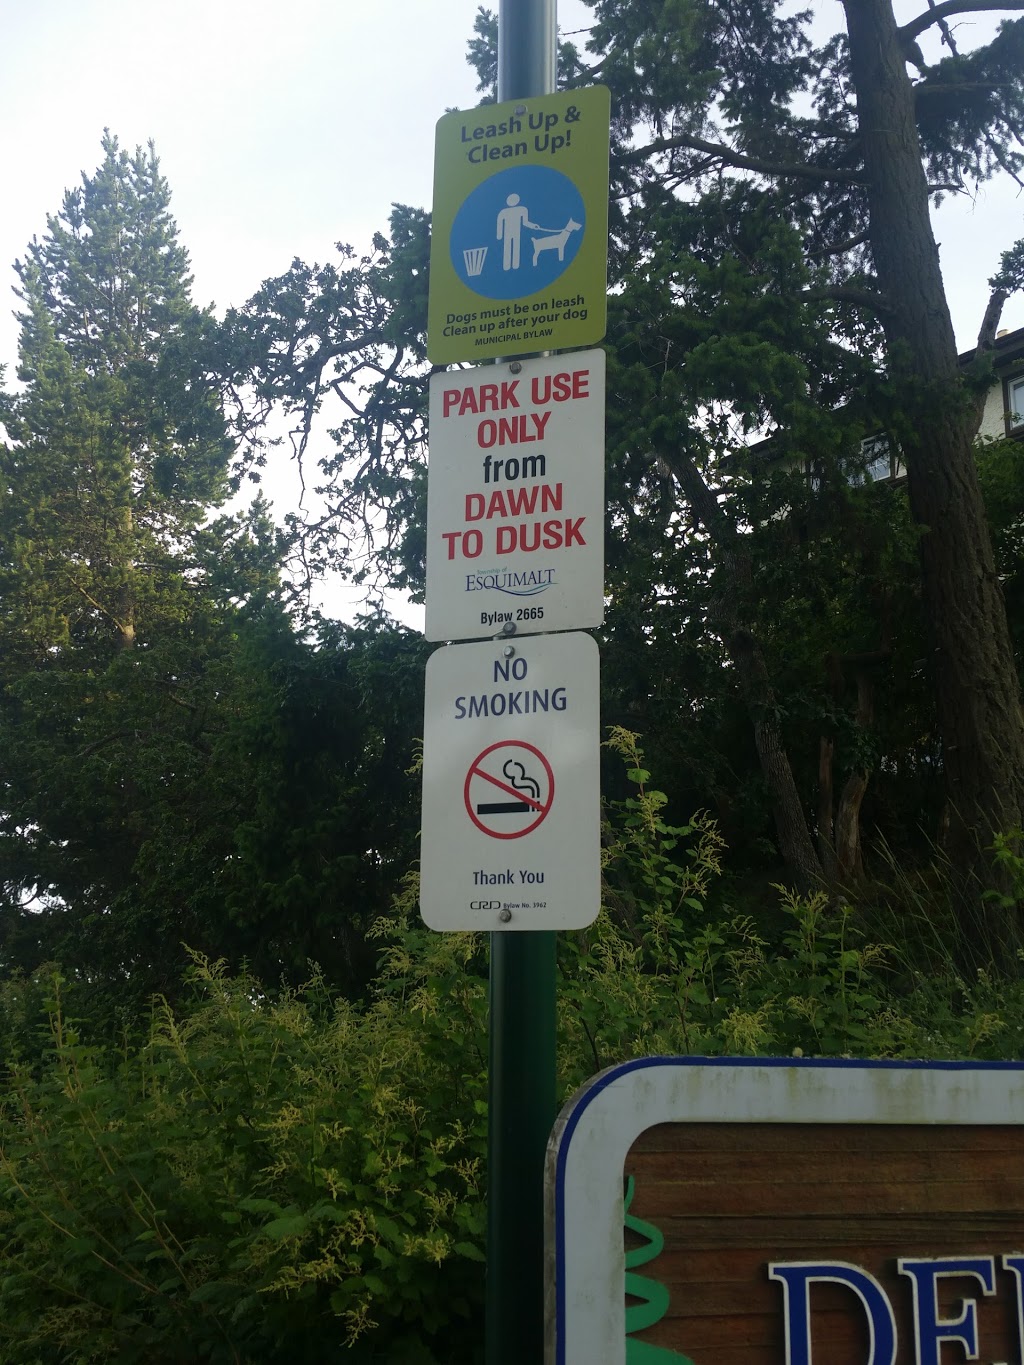 Leash Up &
Clean Up!
Dogs must be on leash
Clean up after your dog
MUNICIPAL BYLAW
PARK USE
ONLY
from
DAWN
TO DUSK
Township of
ESQUIMALT
Bylaw 2665
NO
SMOKING
Thank You
CRD Bylaw No. 3962
DE